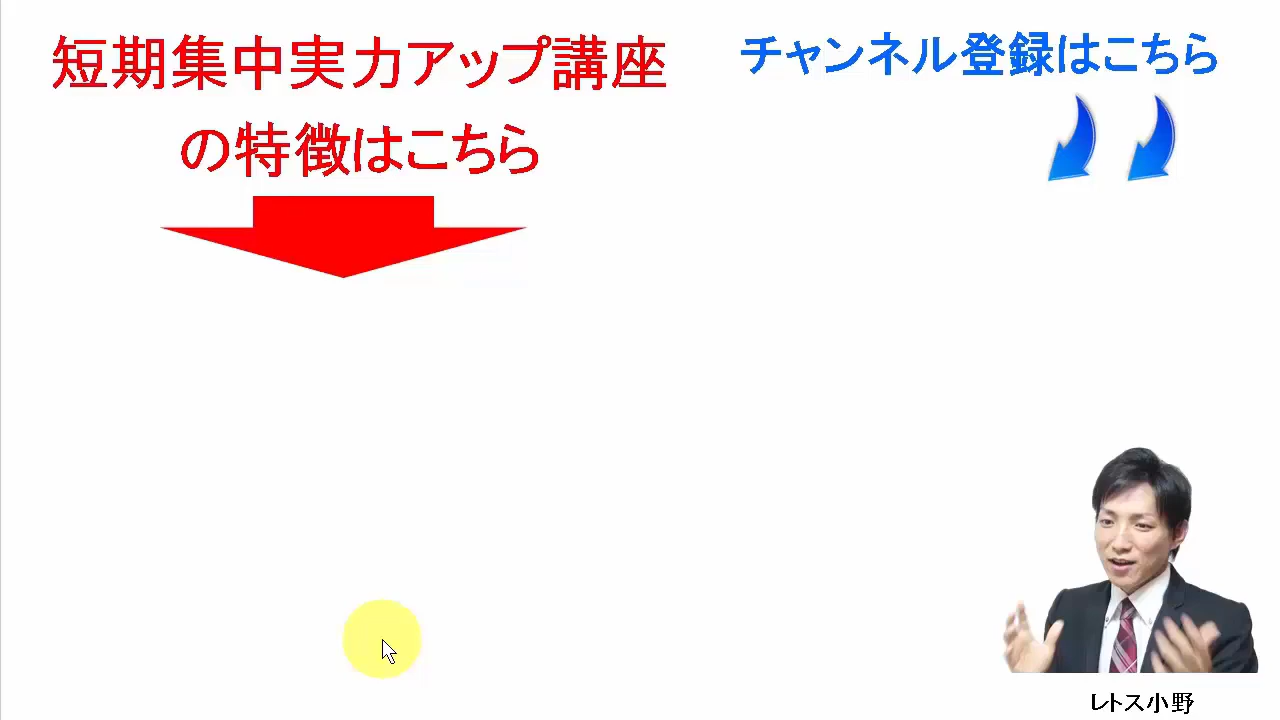 短期集中実力アップ講座
の特徴はこちら
チャンネル登録はこちら
レトス小野